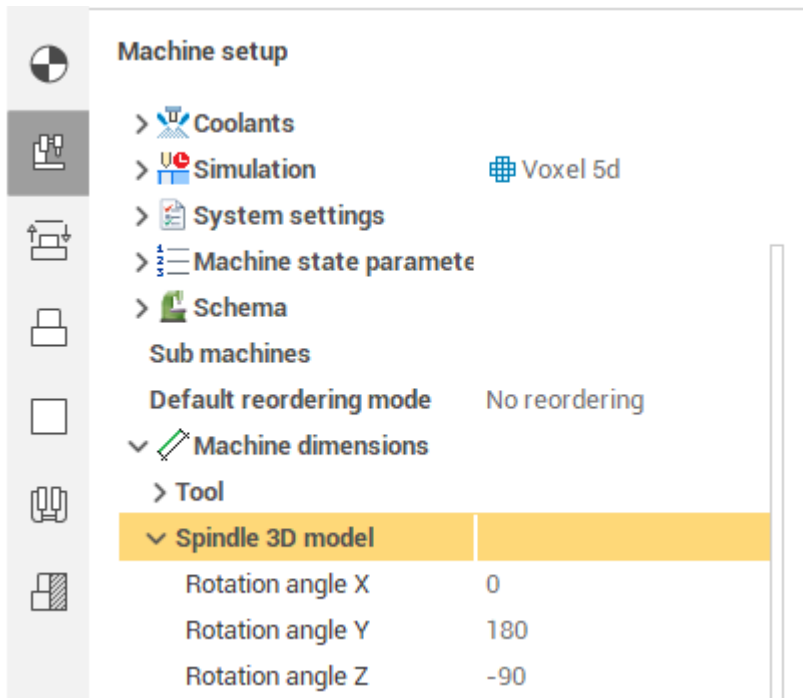 Machine setup
Coolants
Simulation Voxel 5d
System settings
Machine state paramete
Schema
Sub machines
Default reordering mode No reordering
Machine dimensions
Tool
Spindle 3D model
Rotation angle X 0
Rotation angle Y 180
Rotation angle Z -90